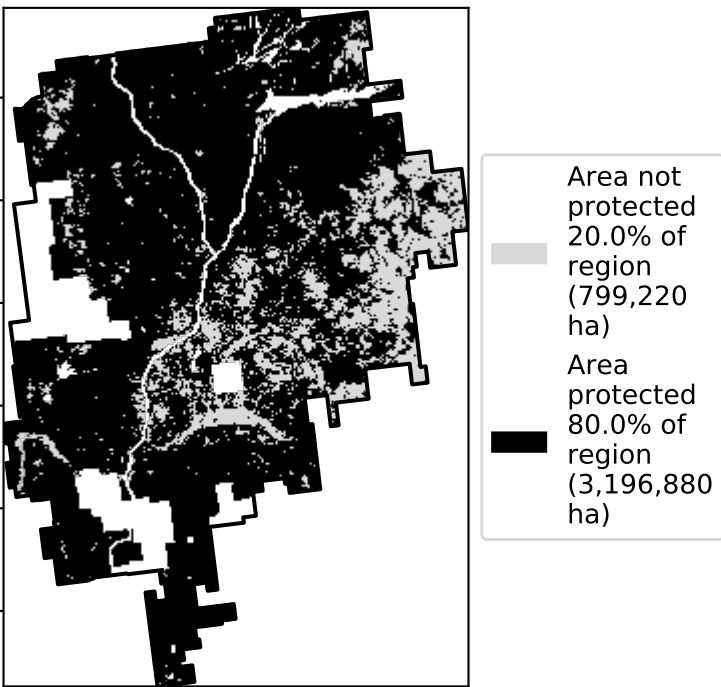 Area not
protected
20.0% of
region
(799,220
ha)
Area
protected
80.0% of
region
(3,196,880
ha)